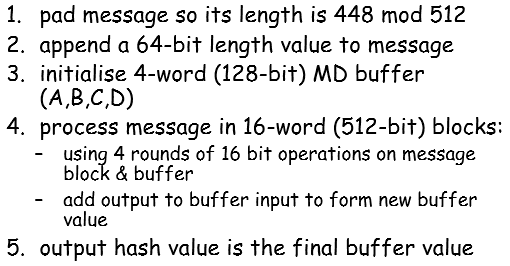 1. pad message so its length is 448 mod 512
2. append a 64-bit length value to message
3. initialise 4-word (128-bit) MD buffer
(A,B,C,D)
4. process message in 16-word (512-bit) blocks:
– using 4 rounds of 16 bit operations on message
block & buffer
– add output to buffer input to form new buffer
value
5. output hash value is the final buffer value